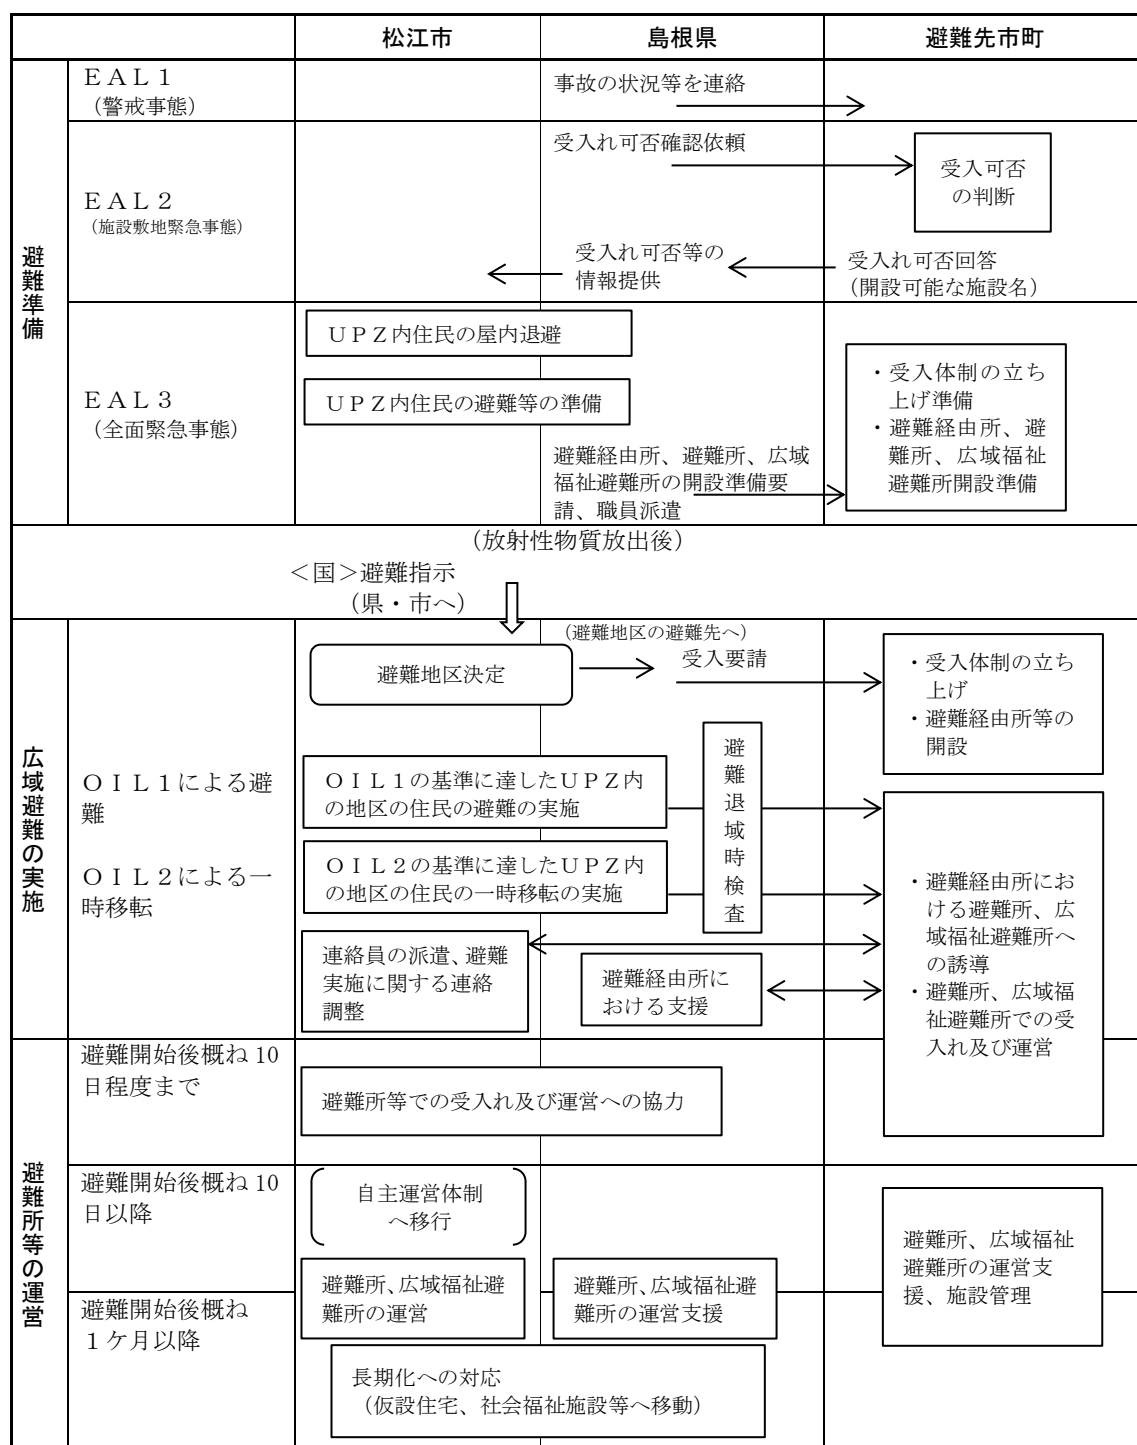 松江市
島根県
避難先市町
避難準備
ＥＡＬ１
（警戒事態）
事故の状況等を連絡
ＥＡＬ２
（施設敷地緊急事態）
受入れ可否確認依頼
受入可否
の判断
受入れ可否等の
情報提供
受入れ可否回答
（開設可能な施設名）
ＥＡＬ３
（全面緊急事態）
ＵＰＺ内住民の屋内退避
ＵＰＺ内住民の避難等の準備
避難経由所、避難所、広域
福祉避難所の開設準備要
請、職員派遣
・受入体制の立ち
上げ準備
・避難経由所、避
難所、広域福祉
避難所開設準備
（放射性物質放出後）
＜国＞避難指示
（県・市へ）
広域避難の実施
ＯＩＬ１による避
難
ＯＩＬ２による一
時移転
避難地区決定
（避難地区の避難先へ）
受入要請
・受入体制の立ち
上げ
・避難経由所等の
開設
ＯＩＬ１の基準に達したＵＰＺ内
の地区の住民の避難の実施
ＯＩＬ２の基準に達したＵＰＺ内
の地区の住民の一時移転の実施
避難退域時検査
連絡員の派遣、避難
実施に関する連絡
調整
避難経由所に
おける支援
・避難経由所にお
ける避難所、広
域福祉避難所へ
の誘導
・避難所、広域福
祉避難所での受
入れ及び運営
避難所等の運営
避難開始後概ね 10
日程度まで
避難所等での受入れ及び運営への協力
避難開始後概ね 10
日以降
自主運営体制
へ移行
避難所、広域福祉避
難所の運営
避難所、広域福祉避
難所の運営支援
避難所、広域福祉
避難所の運営支
援、施設管理
避難開始後概ね
１ケ月以降
長期化への対応
（仮設住宅、社会福祉施設等へ移動）